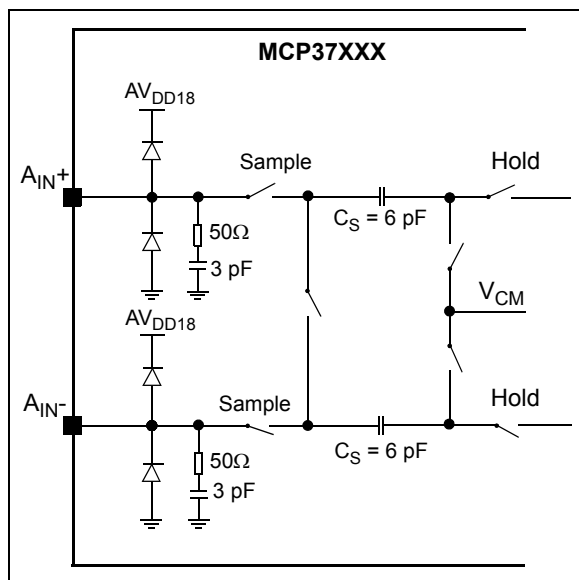 MCP37XXX
AVDD18
Sample
Hold
AIN+
CS = 6 pF
50Ω
3 pF
VCM
AVDD18
Sample
Hold
AIN-
CS = 6 pF
50Ω
3 pF